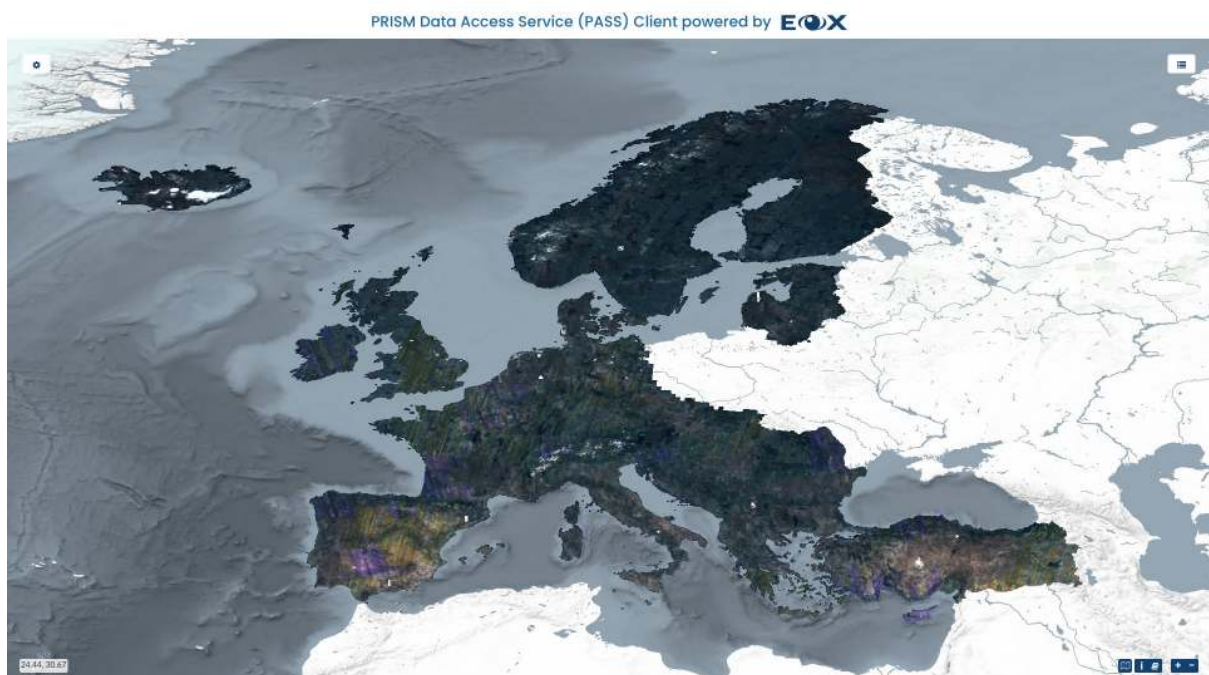 PRISM Data Access Service (PASS) Client powered by EOX
24.44, 30.67